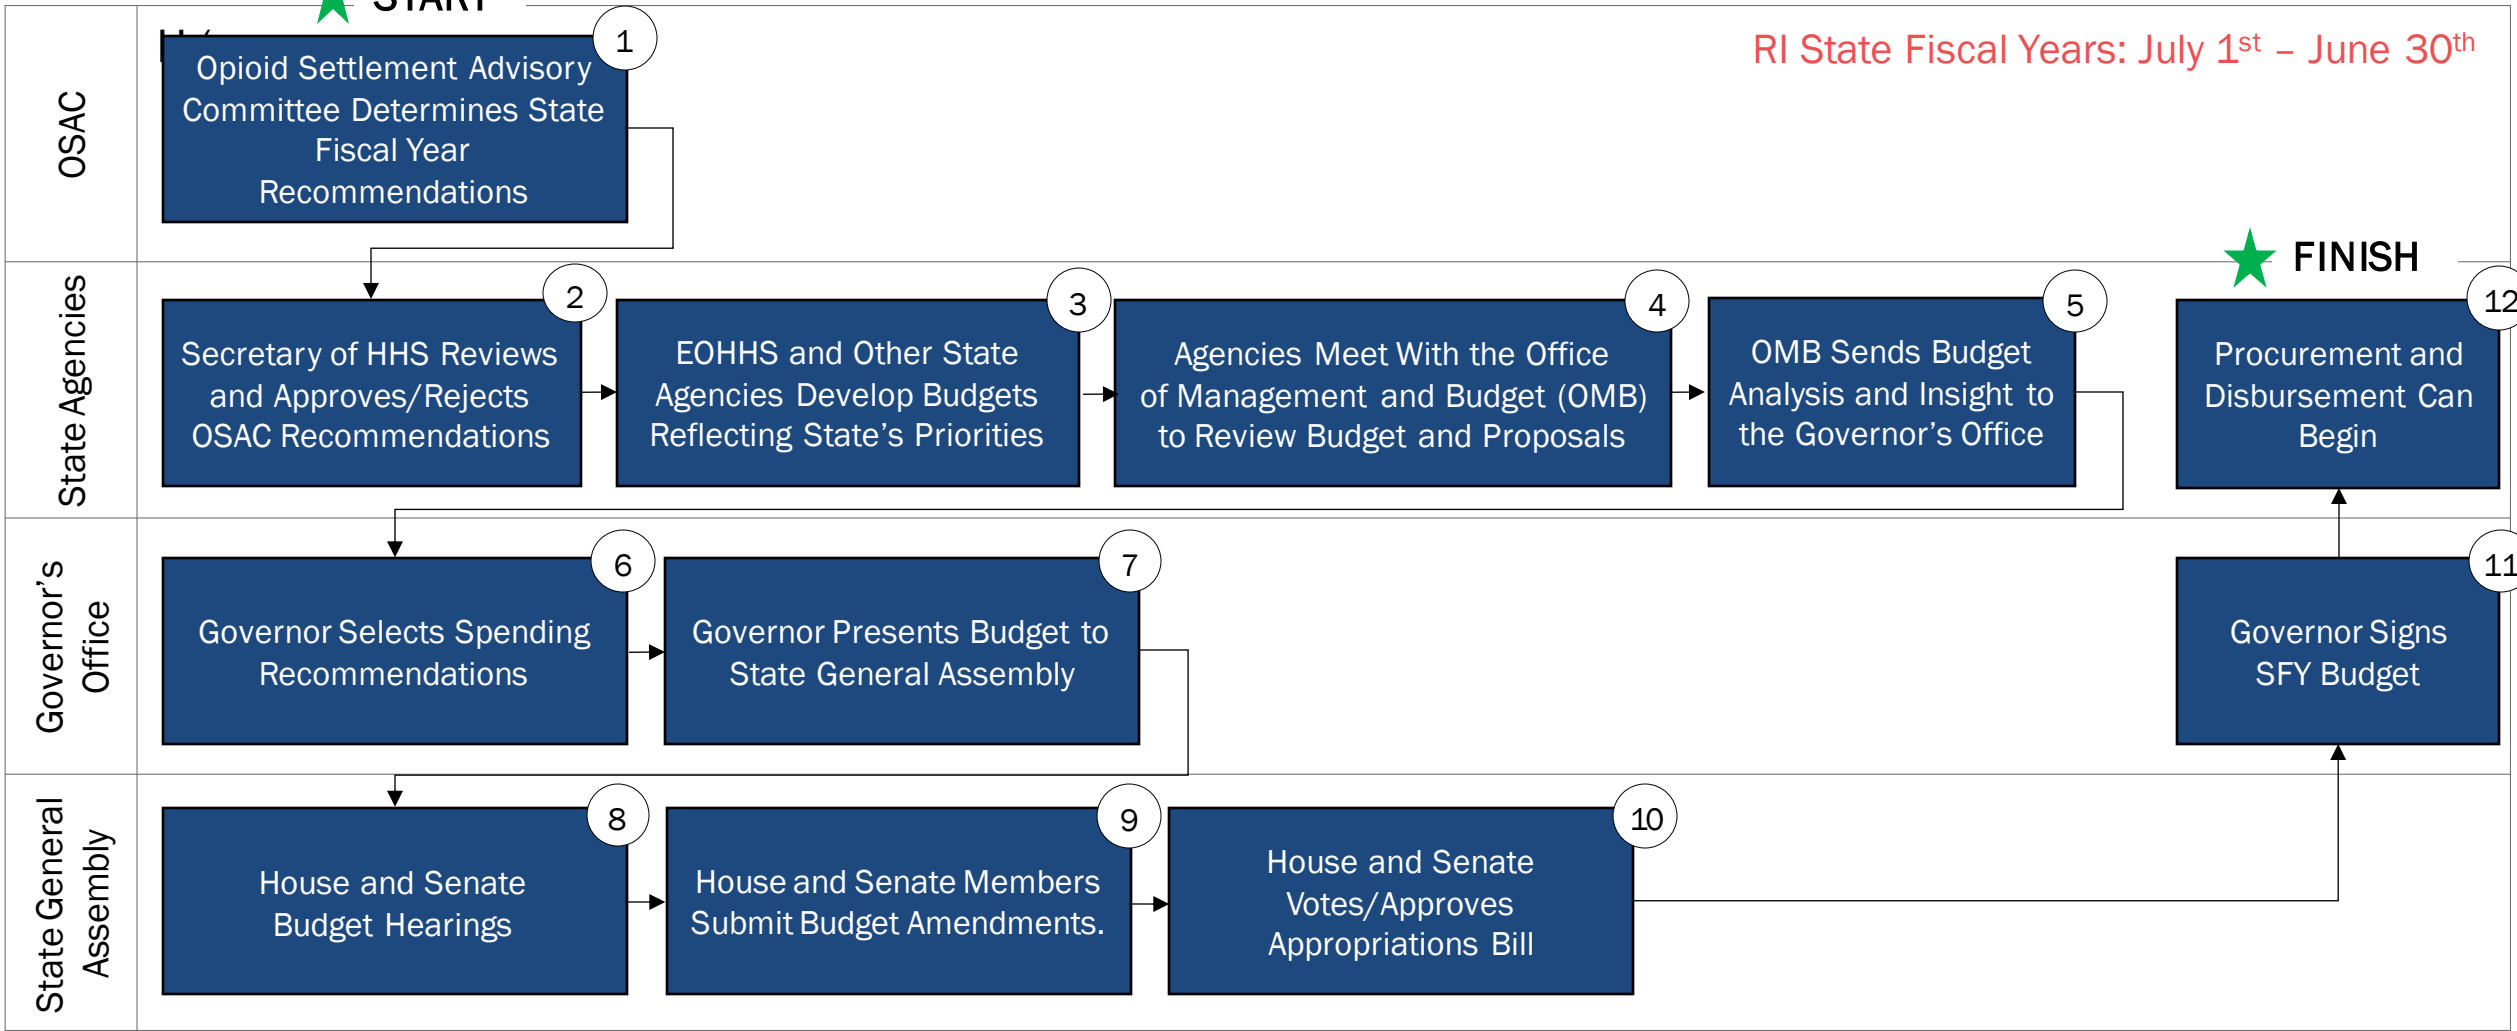 START
OSAC
1
Opioid Settlement Advisory
Committee Determines State
Fiscal Year
Recommendations
RI State Fiscal Years: July 1st – June 30th
FINISH
State Agencies
2
Secretary of HHS Reviews
and Approves/Rejects
OSAC Recommendations
3
EOHHS and Other State
Agencies Develop Budgets
Reflecting State's Priorities
4
Agencies Meet With the Office
of Management and Budget (OMB)
to Review Budget and Proposals
5
OMB Sends Budget
Analysis and Insight to
the Governor's Office
12
Procurement and
Disbursement Can
Begin
Governor's
Office
6
Governor Selects Spending
Recommendations
7
Governor Presents Budget to
State General Assembly
11
Governor Signs
SFY Budget
State General
Assembly
8
House and Senate
Budget Hearings
9
House and Senate Members
Submit Budget Amendments.
10
House and Senate
Votes/Approves
Appropriations Bill